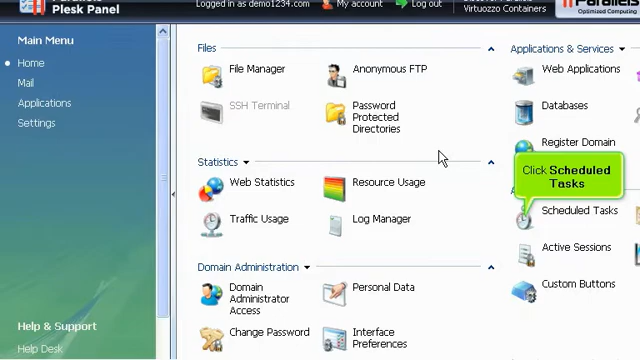 Parallels
Plesk Panel
Logged in as demo1234.com
My account
Log out
Virtuozzo Containers
Parallels
Optimized Computing
Main Menu
Home
Mail
Applications
Settings
Help & Support
Help Desk
Files
File Manager
Anonymous FTP
SSH Terminal
Password
Protected
Directories
Statistics
Web Statistics
Resource Usage
Traffic Usage
Log Manager
Domain Administration
Domain
Administrator
Access
Personal Data
Change Password
Interface
Preferences
Applications & Services
Web Applications
Databases
Register Domain
Click Scheduled
Tasks
Scheduled Tasks
Active Sessions
Custom Buttons